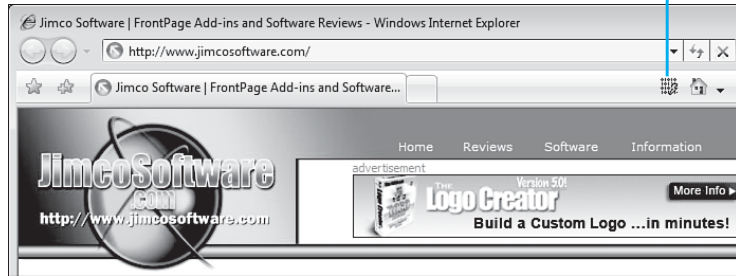 Jimco Software | FrontPage Add-ins and Software Reviews - Windows Internet Explorer
http://www.jimcosoftware.com/
Jimco Software | FrontPage Add-ins and Software...
Home Reviews Software Information
advertisement
JimcoSoftware
.com
http://www.jimcosoftware.com
THE Logo Creator Version 5.0!
More Info
Build a Custom Logo ...in minutes!